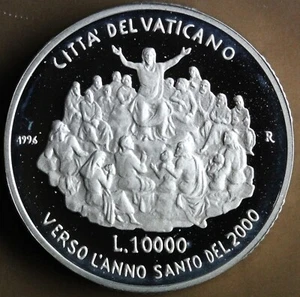 CITTA' DEL VATICANO
1996 R
L.10000
VERSO L'ANNO SANTO DEL 2000